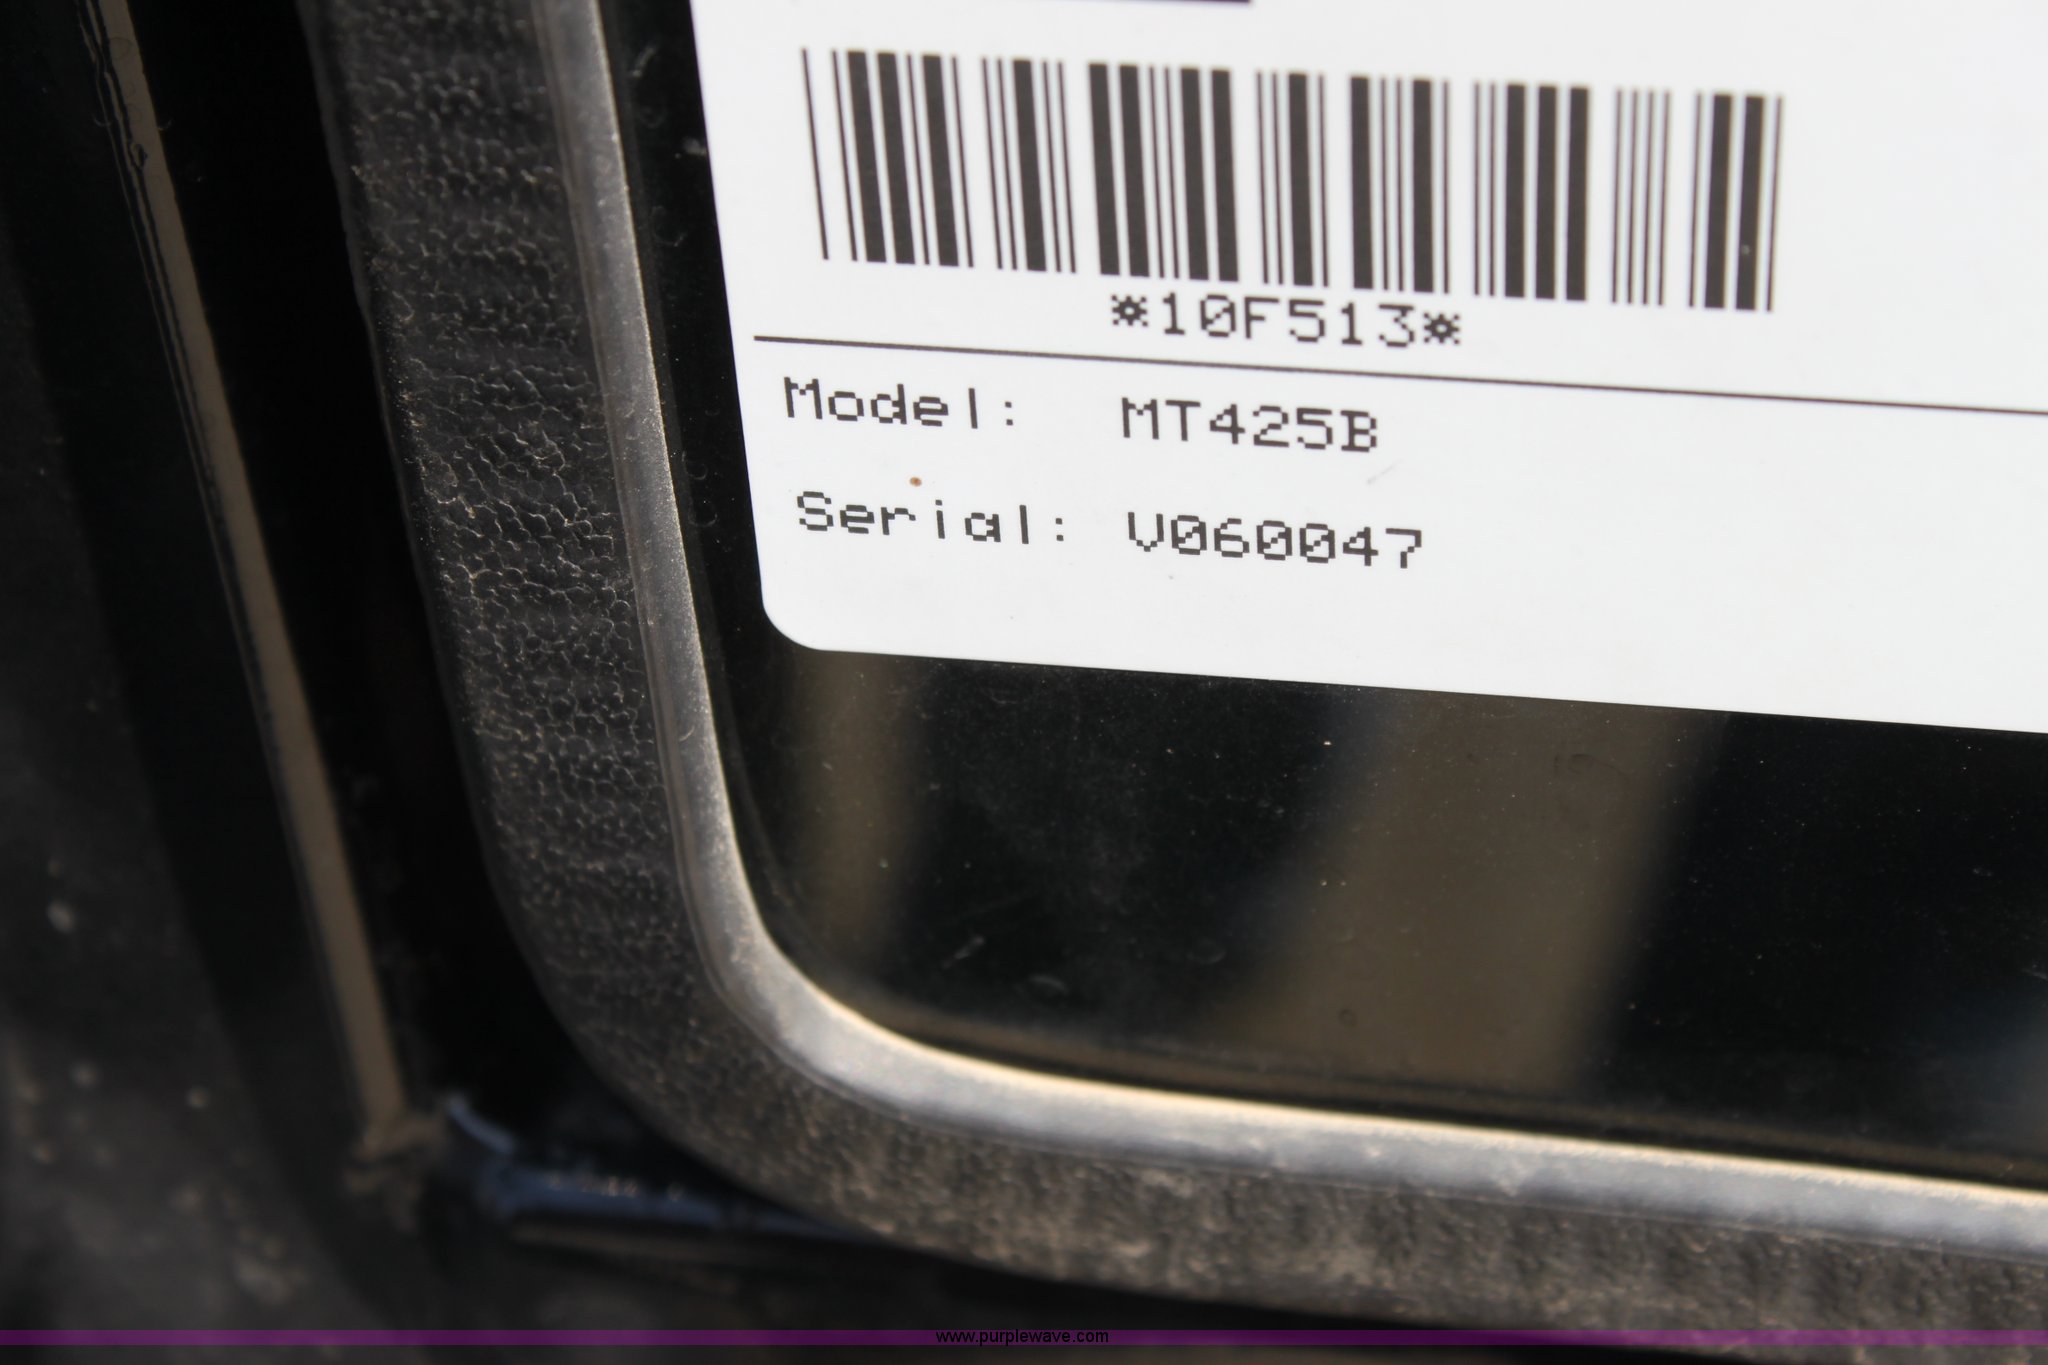 *10F513*
Model: MT425B
Serial: V060047
www.purplewave.com